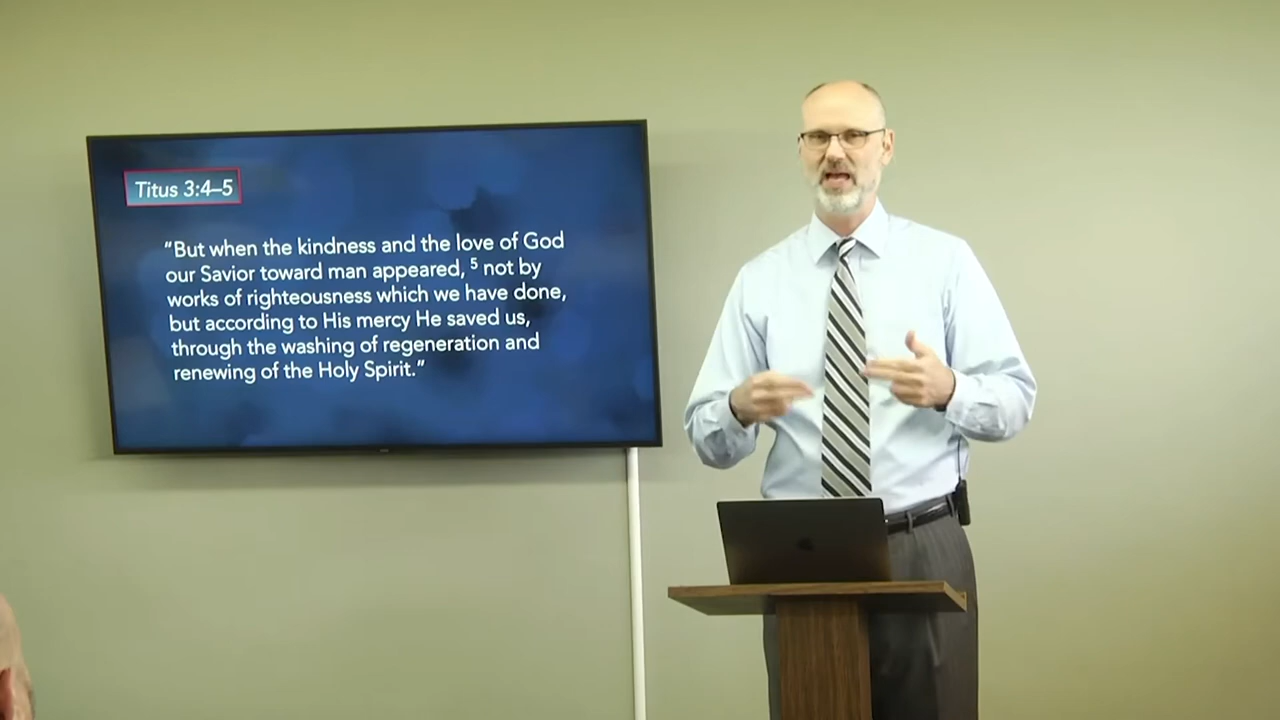 Titus 3:4–5
“But when the kindness and the love of God
our Savior toward man appeared, ⁵ not by
works of righteousness which we have done,
but according to His mercy He saved us,
through the washing of regeneration and
renewing of the Holy Spirit.”